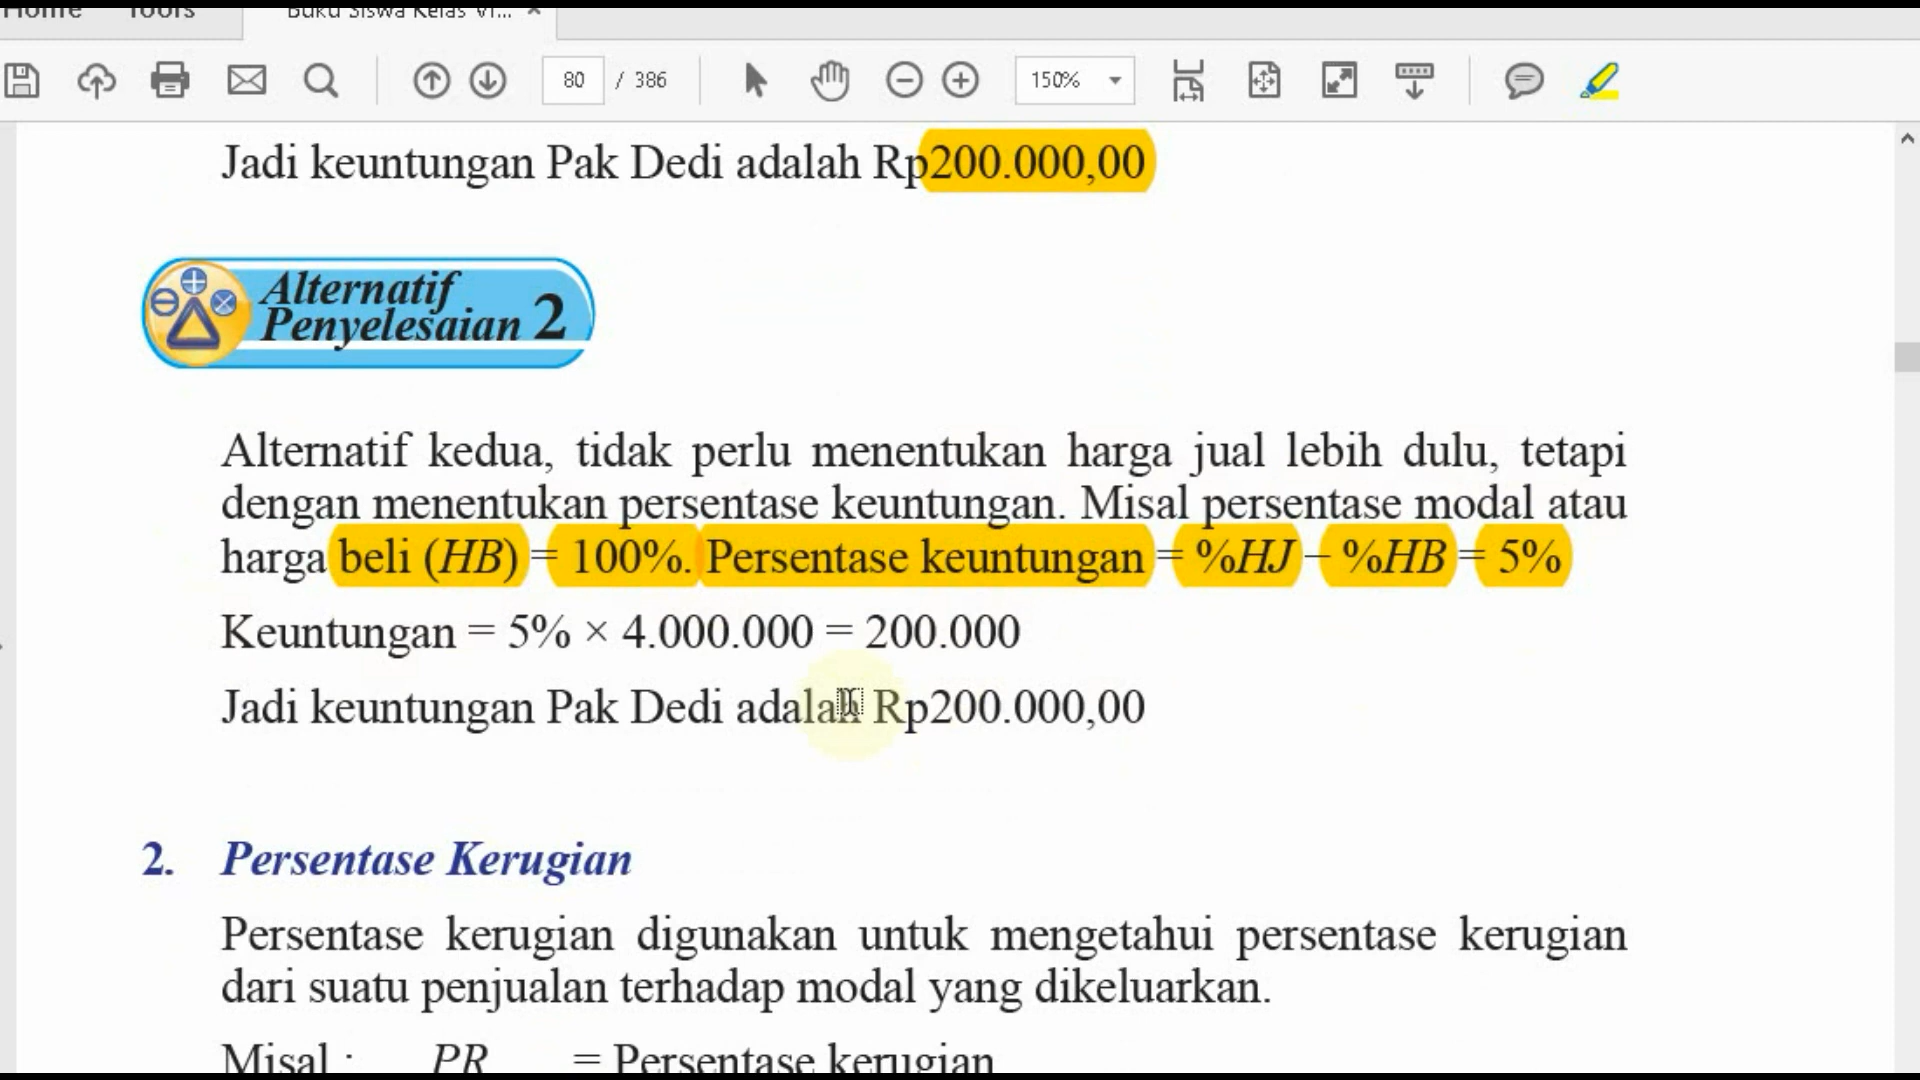 Home Tools Buku Siswa Kelas VI...
80 / 386 150%
Jadi keuntungan Pak Dedi adalah Rp200.000,00
Alternatif
Penyelesaian 2
Alternatif kedua, tidak perlu menentukan harga jual lebih dulu, tetapi
dengan menentukan persentase keuntungan. Misal persentase modal atau
harga beli (HB) = 100%. Persentase keuntungan = %HJ – %HB = 5%
Keuntungan = 5% × 4.000.000 = 200.000
Jadi keuntungan Pak Dedi adalah Rp200.000,00
2. Persentase Kerugian
Persentase kerugian digunakan untuk mengetahui persentase kerugian
dari suatu penjualan terhadap modal yang dikeluarkan.
Misal : PR = Persentase kerugian